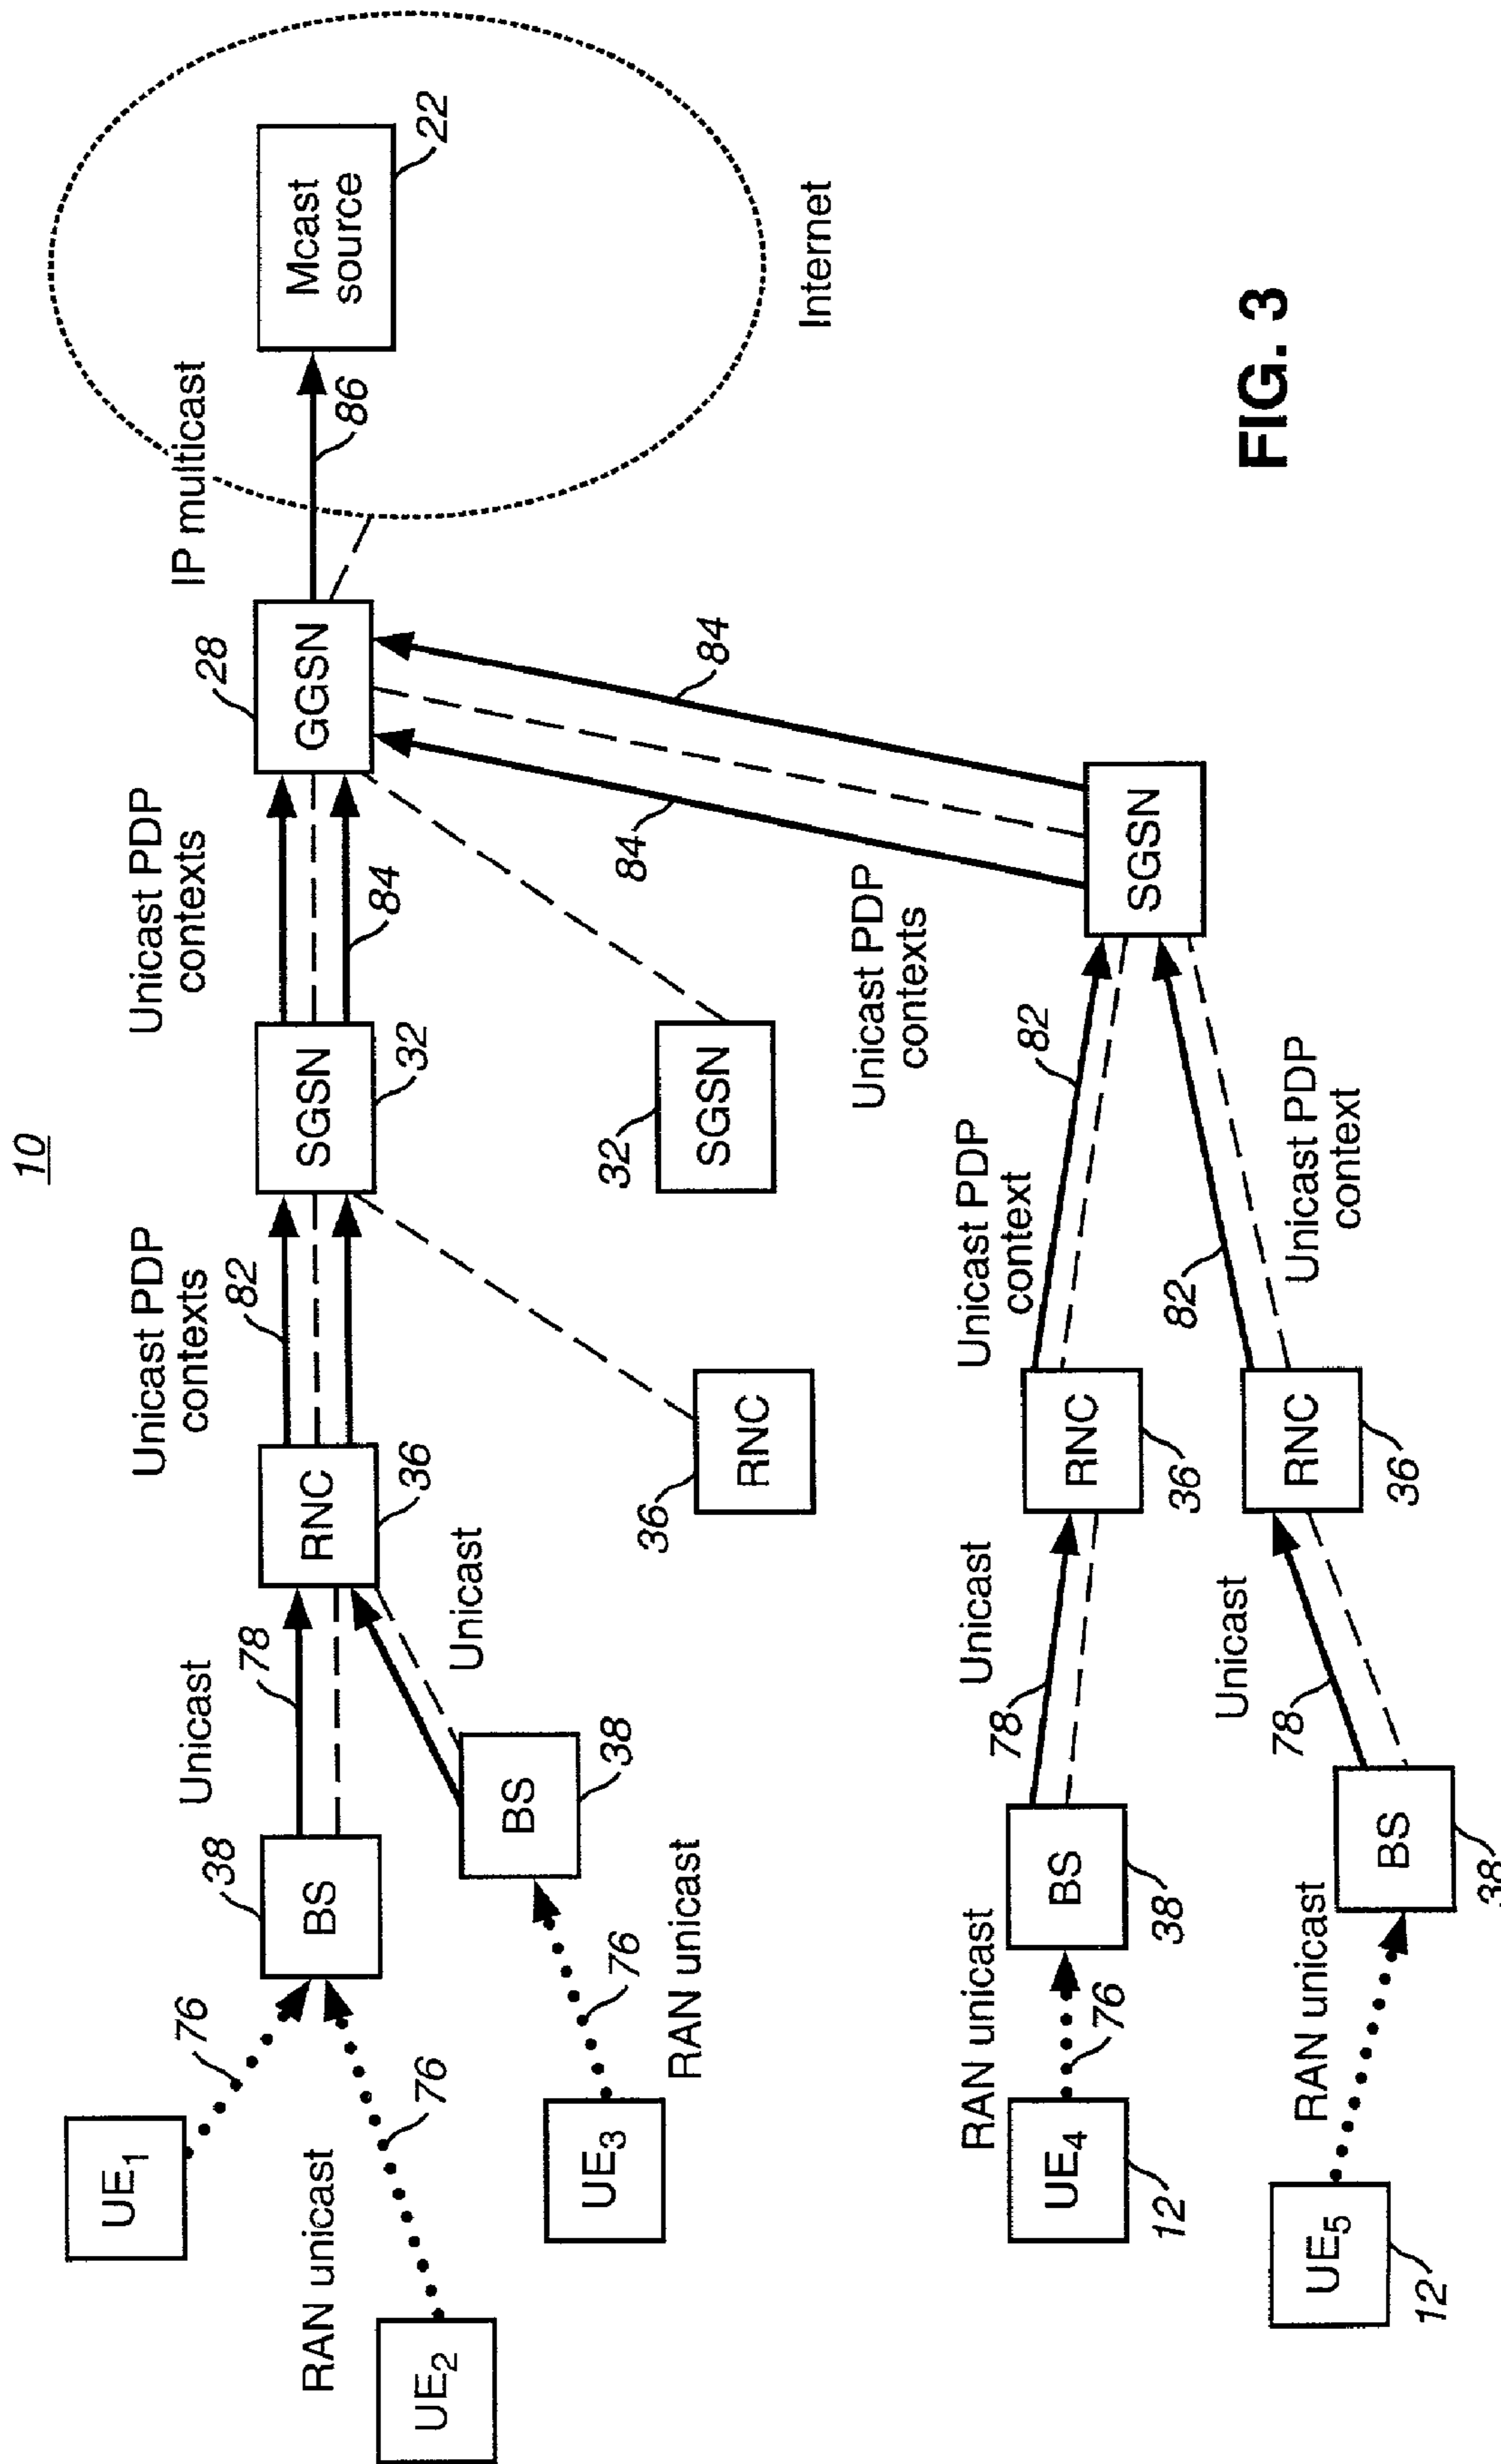 10
IP multicast
Unicast PDP
contexts
28
Unicast PDP
contexts
82
Unicast
78
38
76
UE1
BS
RNC
SGSN
GGSN
Mcast
source
86
22
84
32
36
76
RAN unicast
UE2
Unicast
BS
38
76
UE3
RAN unicast
36
RNC
32
SGSN
84
84
Internet
Unicast PDP
contexts
SGSN
82
Unicast PDP
context
Unicast
78
RAN unicast
UE4
12
76
BS
38
RNC
36
82
Unicast PDP
context
Unicast
78
RAN unicast
UE5
12
BS
38
RNC
36
FIG. 3